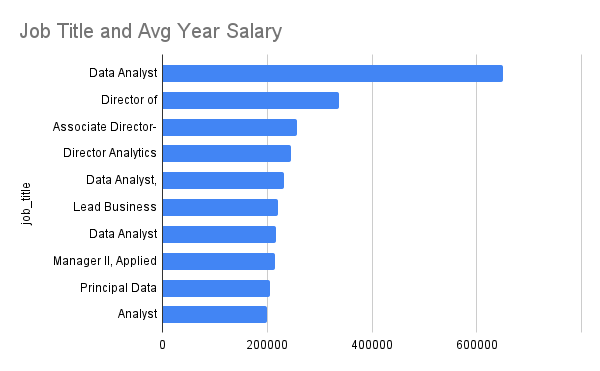 Job Title and Avg Year Salary
job_title
Data Analyst
Director of
Associate Director-
Director Analytics
Data Analyst,
Lead Business
Data Analyst
Manager II, Applied
Principal Data
Analyst
0 200000 400000 600000